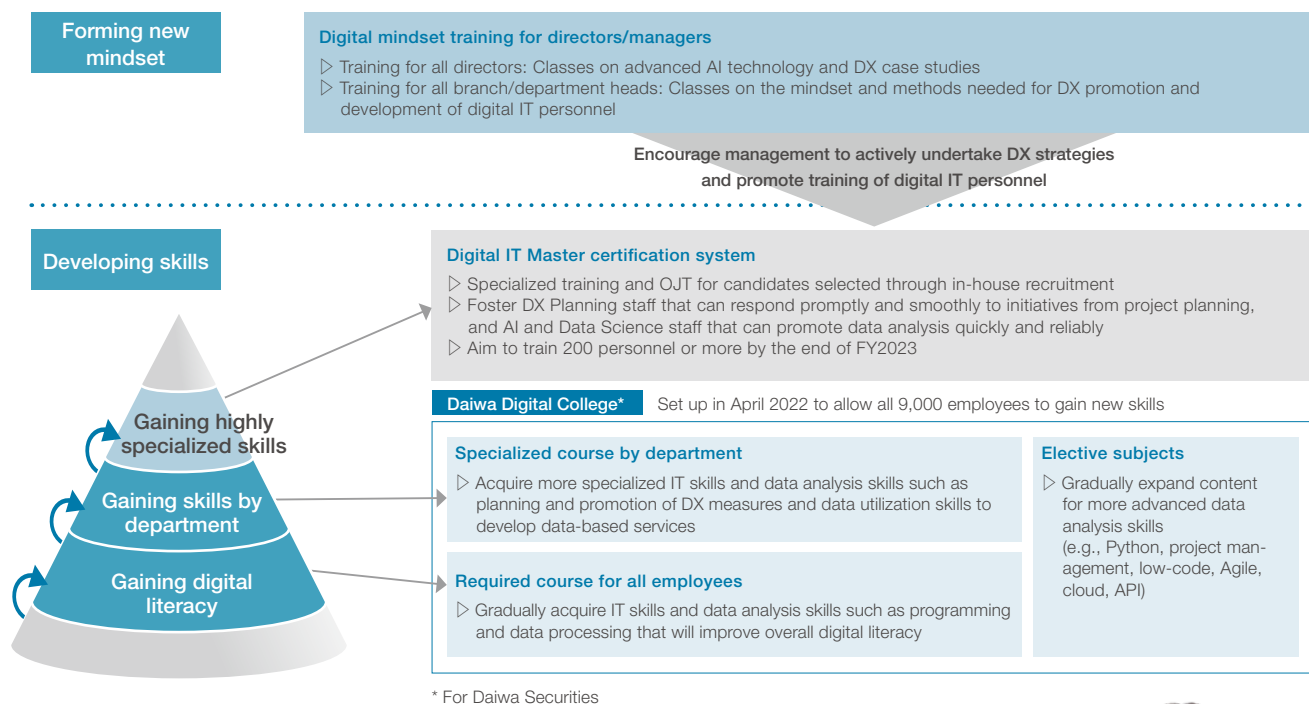 Forming new
mindset
Digital mindset training for directors/managers
▷ Training for all directors: Classes on advanced AI technology and DX case studies
▷ Training for all branch/department heads: Classes on the mindset and methods needed for DX promotion and
development of digital IT personnel
Encourage management to actively undertake DX strategies
and promote training of digital IT personnel
Developing skills
Digital IT Master certification system
▷ Specialized training and OJT for candidates selected through in-house recruitment
▷ Foster DX Planning staff that can respond promptly and smoothly to initiatives from project planning,
and AI and Data Science staff that can promote data analysis quickly and reliably
▷ Aim to train 200 personnel or more by the end of FY2023
Gaining highly
specialized skills
Gaining skills by
department
Gaining digital
literacy
Daiwa Digital College* Set up in April 2022 to allow all 9,000 employees to gain new skills
Specialized course by department
▷ Acquire more specialized IT skills and data analysis skills such as
planning and promotion of DX measures and data utilization skills to
develop data-based services
Required course for all employees
▷ Gradually acquire IT skills and data analysis skills such as programming
and data processing that will improve overall digital literacy
Elective subjects
▷ Gradually expand content
for more advanced data
analysis skills
(e.g., Python, project man-
agement, low-code, Agile,
cloud, API)
* For Daiwa Securities